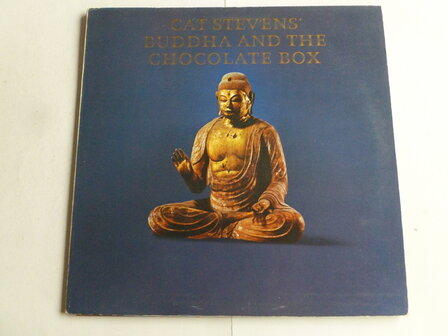 CAT STEVENS'
BUDDHA AND THE
CHOCOLATE BOX